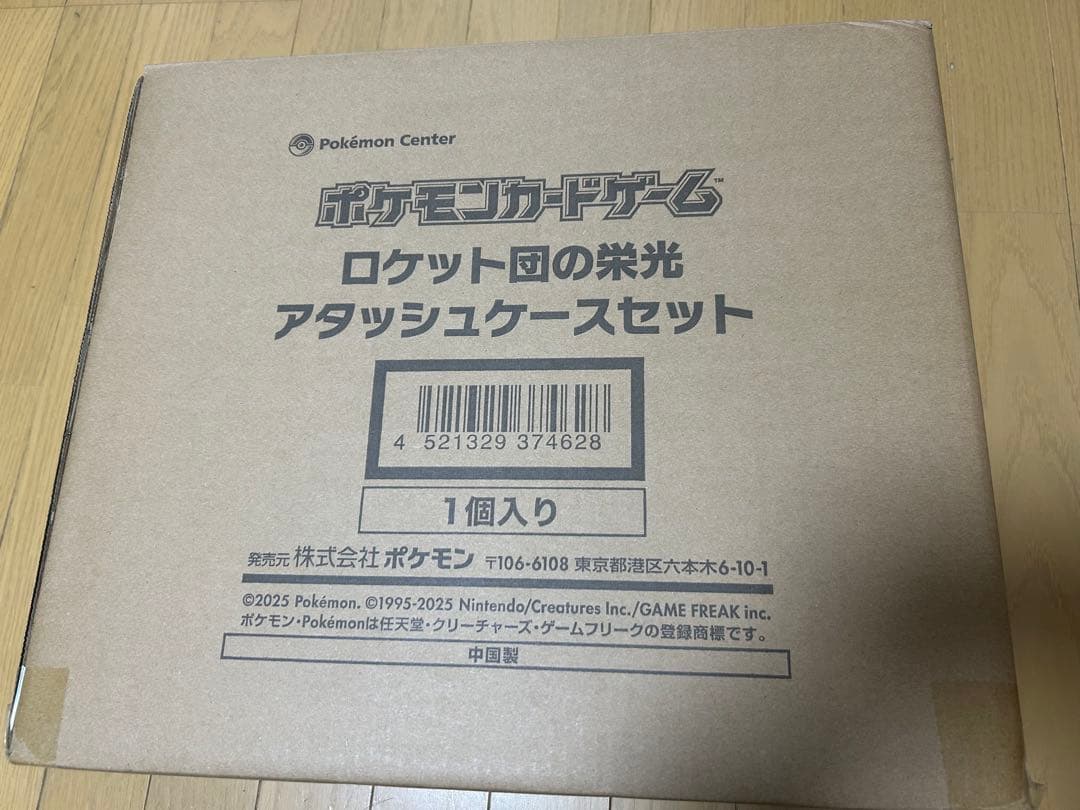 Pokémon Center
ポケモンカードゲーム™
ロケット団の栄光
アタッシュケースセット
4 521329 374628
1個入り
発売元 株式会社 ポケモン 〒106-6108 東京都港区六本木6-10-1
©2025 Pokémon. ©1995-2025 Nintendo/Creatures Inc./GAME FREAK inc.
ポケモン・Pokémonは任天堂・クリーチャーズ・ゲームフリークの登録商標です。
中国製